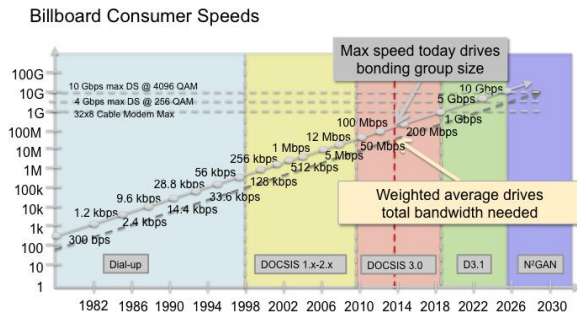 Billboard Consumer Speeds
Max speed today drives
bonding group size
100G
10G
1G
100M
10M
1M
100k
10k
1k
100
10
1
10 Gbps max DS @ 4096 QAM
4 Gbps max DS @ 256 QAM
32x8 Cable Modem Max
300 bps
1.2 kbps
2.4 kbps
9.6 kbps
14.4 kbps
28.8 kbps
33.6 kbps
56 kbps
128 kbps
256 kbps
512 kbps
1 Mbps
5 Mbps
12 Mbps
50 Mbps
100 Mbps
200 Mbps
1 Gbps
5 Gbps
10 Gbps
Weighted average drives
total bandwidth needed
Dial-up
DOCSIS 1.x-2.x
DOCSIS 3.0
D3.1
N²GAN
1982 1986 1990 1994 1998 2002 2006 2010 2014 2018 2022 2026 2030